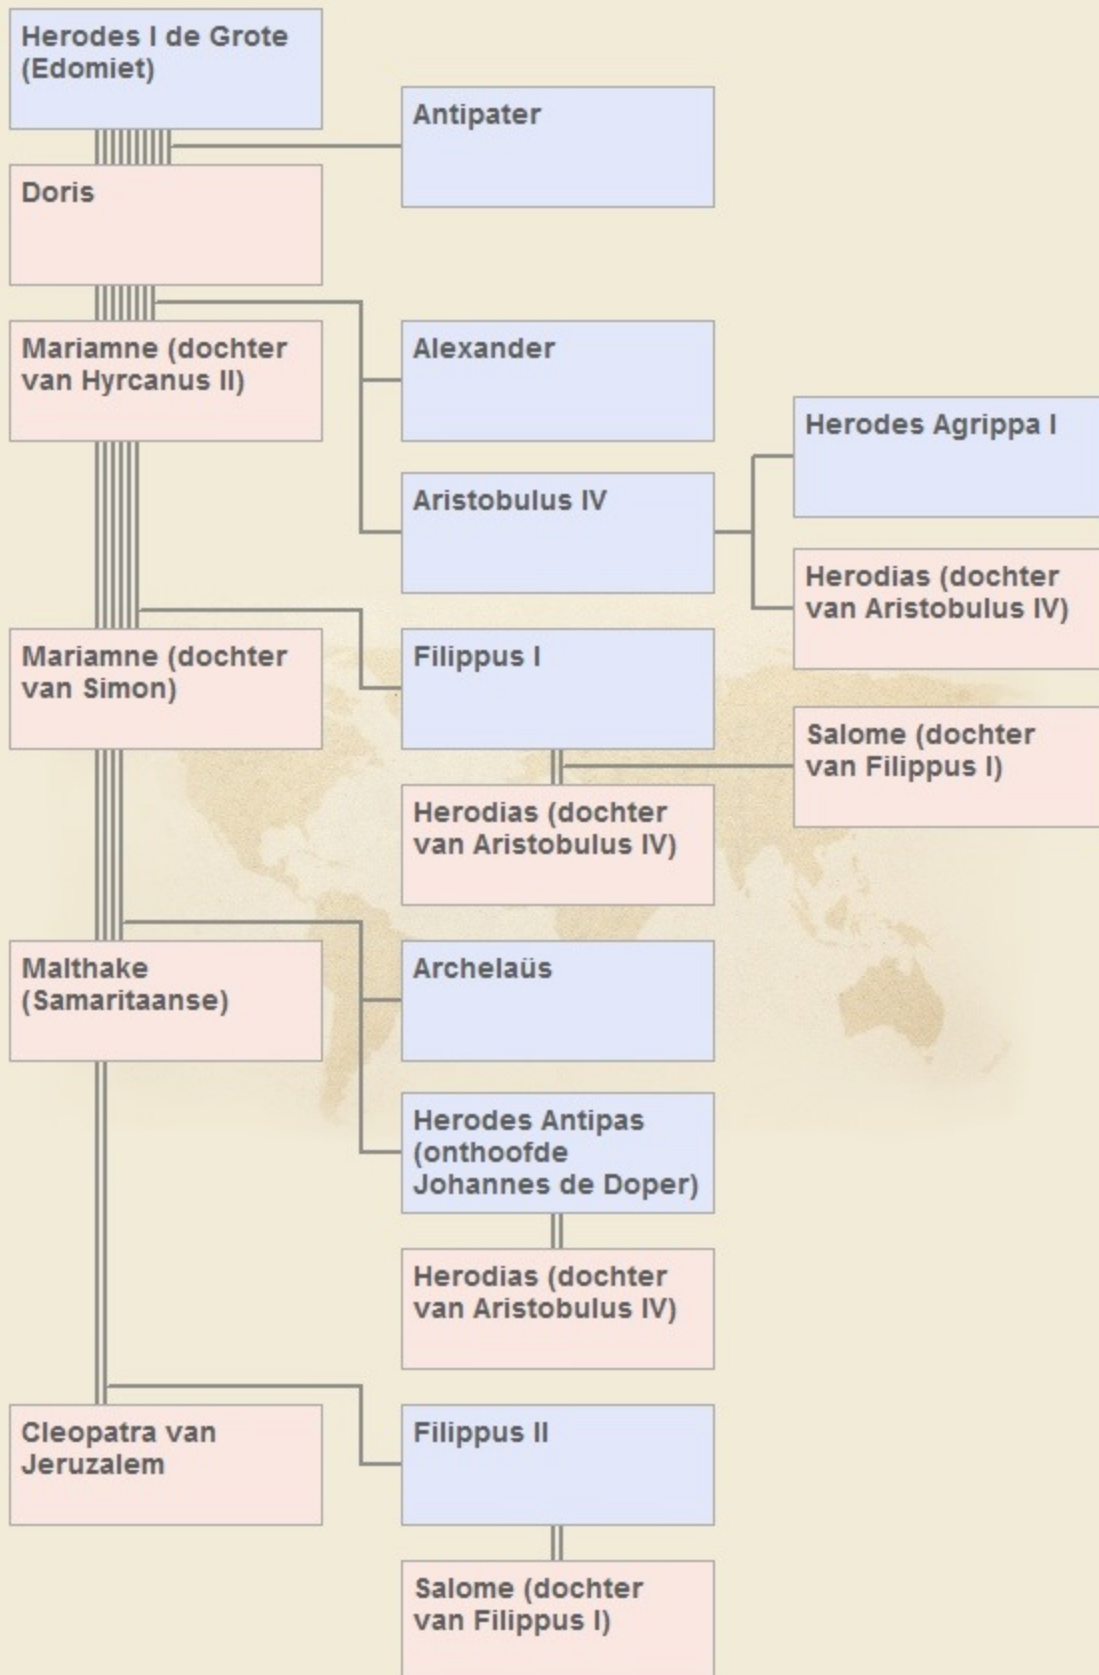 Herodes I de Grote
(Edomiet)
Antipater
Doris
Mariamne (dochter
van Hyrcanus II)
Alexander
Herodes Agrippa I
Aristobulus IV
Herodias (dochter
van Aristobulus IV)
Mariamne (dochter
van Simon)
Filippus I
Salome (dochter
van Filippus I)
Herodias (dochter
van Aristobulus IV)
Malthake
(Samaritaanse)
Archelaüs
Herodes Antipas
(onthoofde
Johannes de Doper)
Herodias (dochter
van Aristobulus IV)
Cleopatra van
Jeruzalem
Filippus II
Salome (dochter
van Filippus I)